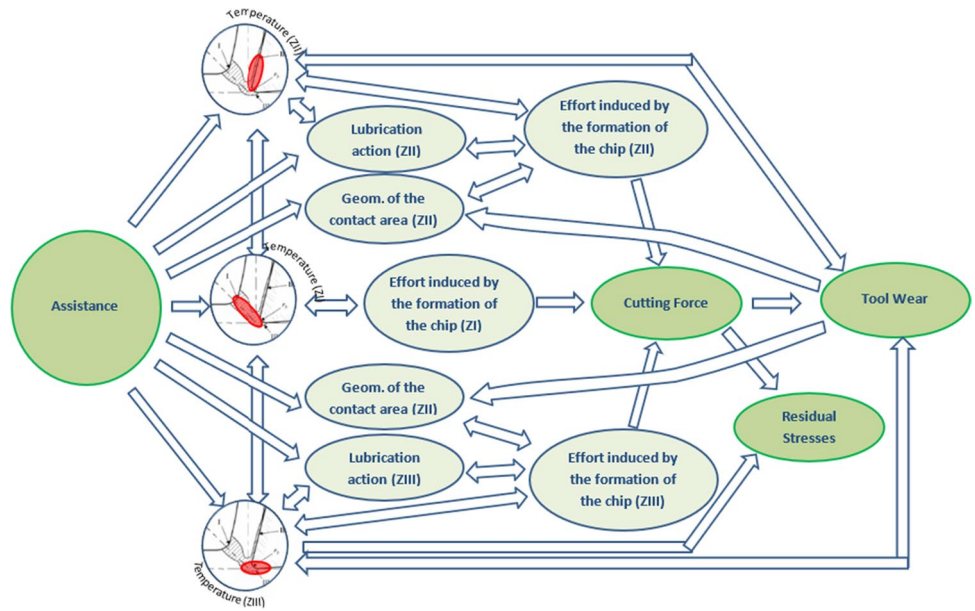 Temperature (ZII)
Effort induced by
the formation of
the chip (ZII)
Lubrication
action (ZII)
Geom. of the
contact area (ZII)
Temperature (ZI)
Assistance
Effort induced by
the formation of
the chip (ZI)
Cutting Force
Tool Wear
Geom. of the
contact area (ZII)
Residual
Stresses
Lubrication
action (ZIII)
Effort induced by
the formation of
the chip (ZIII)
Temperature (ZIII)